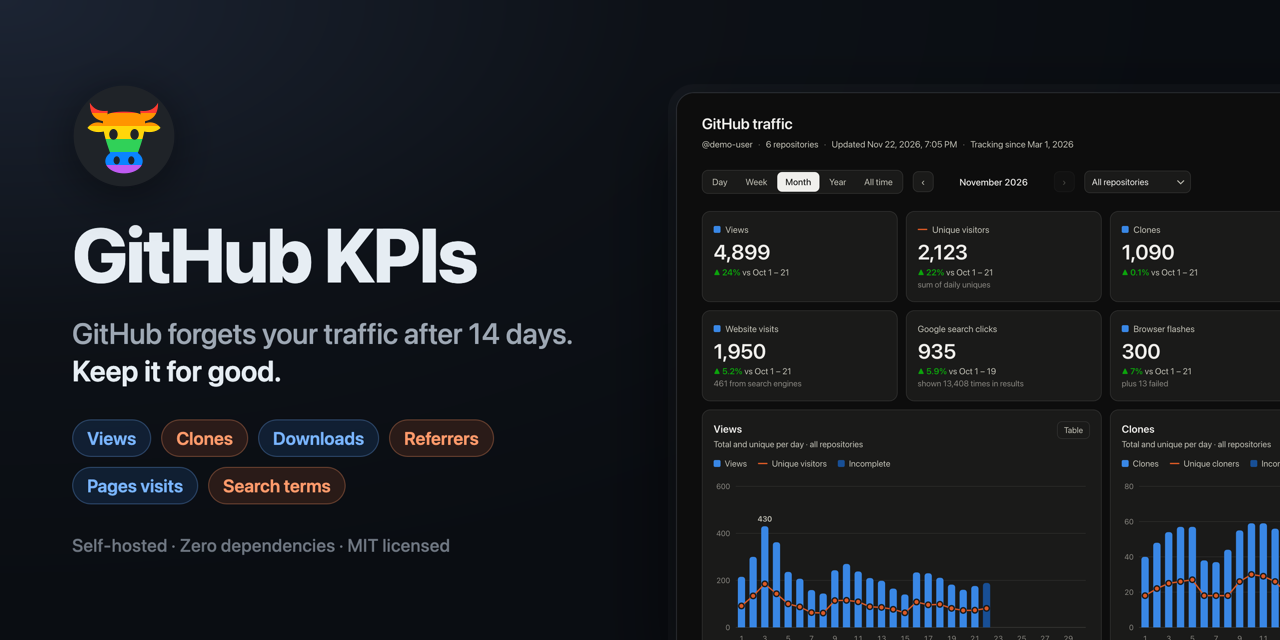 GitHub KPIs
GitHub forgets your traffic after 14 days.
Keep it for good.
Views
Clones
Downloads
Referrers
Pages visits
Search terms
Self-hosted · Zero dependencies · MIT licensed
GitHub traffic
@demo-user · 6 repositories · Updated Nov 22, 2026, 7:05 PM · Tracking since Mar 1, 2026
Day Week Month Year All time ‹ November 2026 › All repositories
Views
4,899
▲ 24% vs Oct 1 – 21
Unique visitors
2,123
▲ 22% vs Oct 1 – 21
sum of daily uniques
Clones
1,090
▲ 0.1% vs Oct 1 – 21
Website visits
1,950
▲ 5.2% vs Oct 1 – 21
461 from search engines
Google search clicks
935
▲ 5.9% vs Oct 1 – 19
shown 13,408 times in results
Browser flashes
300
▲ 7% vs Oct 1 – 21
plus 13 failed
Views
Table
Total and unique per day · all repositories
Views Unique visitors Incomplete
600
430
400
200
0
1 3 5 7 9 11 13 15 17 19 21 23 25 27 29
Clones
Total and unique per day · all repositories
Clones Unique cloners Incor
80
60
40
20
0
1 3 5 7 9 11